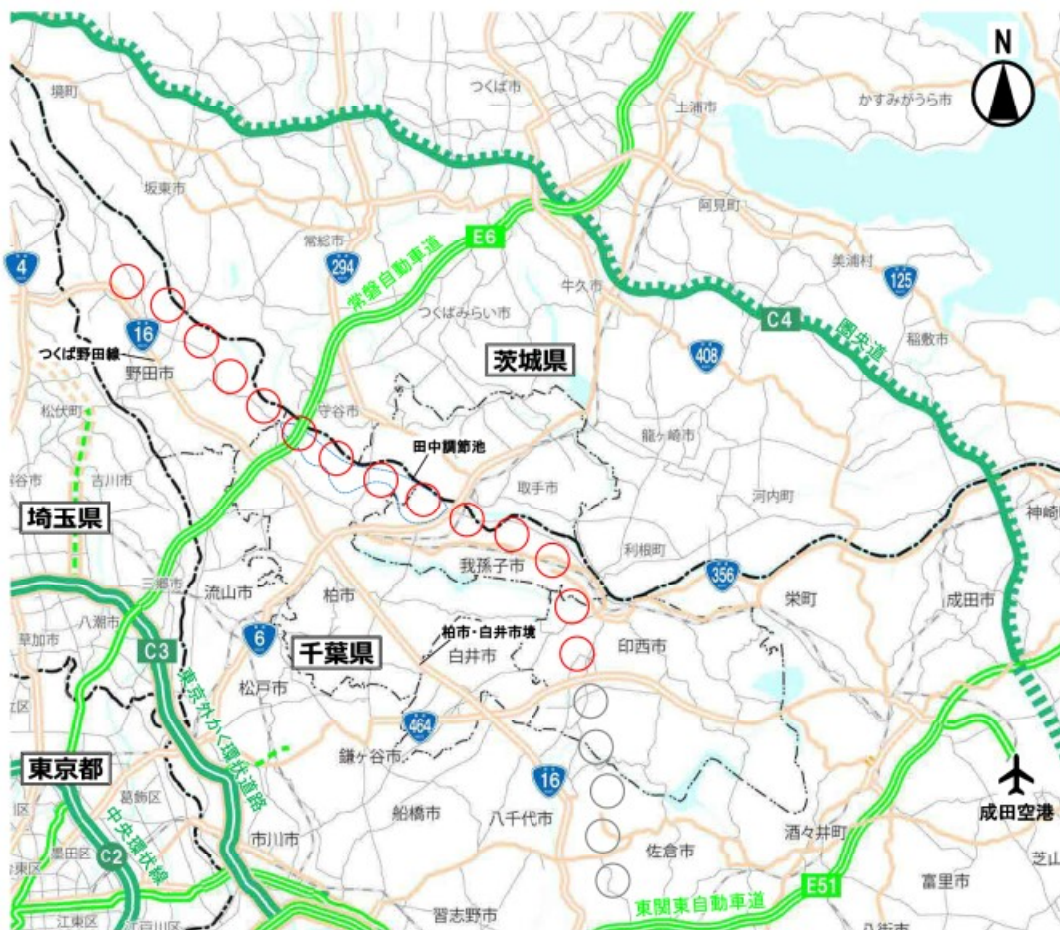 N
つくば市
土浦市
かすみがうら市
境町
坂東市
阿見町
常総市
E6
美浦村
4
294
常磐自動車道
牛久市
125
16
つくばみらい市
C4
圏央道
稲敷市
つくば野田線
野田市
茨城県
408
松伏町
守谷市
龍ヶ崎市
田中調節池
吉川市
取手市
河内町
埼玉県
神崎
利根町
我孫子市
356
三郷市
流山市
柏市
栄町
成田市
八潮市
草加市
6
柏市・白井市境
C3
千葉県
白井市
印西市
松戸市
東京外かく環状道路
464
鎌ヶ谷市
東京都
16
葛飾区
船橋市
八千代市
成田空港
中央環状線
市川市
酒々井町
C2
墨田区
佐倉市
芝山
E51
富里市
江東区
江戸川区
習志野市
東関東自動車道
八街市